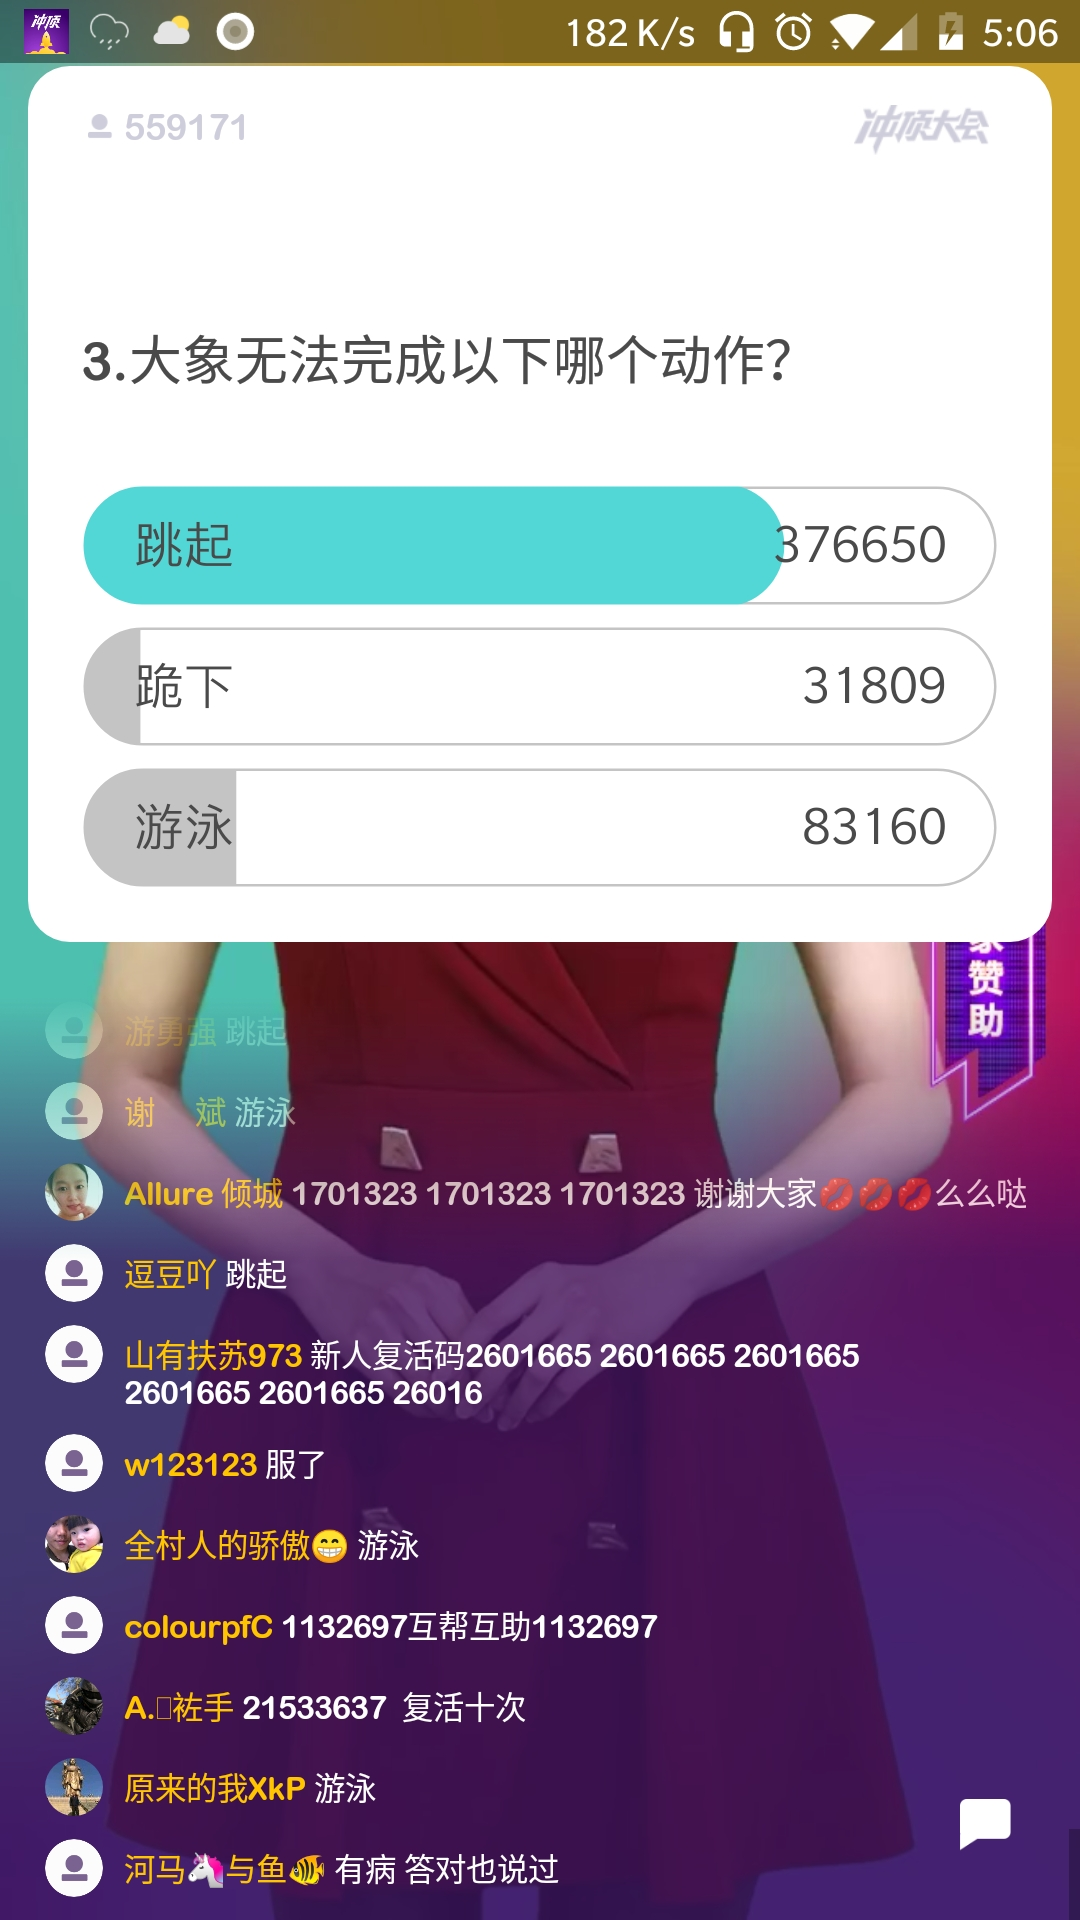 冲顶
182 K/s
5:06
559171
冲顶大会
3.大象无法完成以下哪个动作？
跳起
376650
跪下
31809
游泳
83160
赞助
游勇强 跳起
谢 斌 游泳
Allure 倾城 1701323 1701323 1701323 谢谢大家💋💋💋么么哒
逗豆吖 跳起
山有扶苏973 新人复活码2601665 2601665 2601665
2601665 2601665 26016
w123123 服了
全村人的骄傲😁 游泳
colourpfC 1132697互帮互助1132697
A.袏手 21533637 复活十次
原来的我XkP 游泳
河马🦄与鱼🐠 有病 答对也说过